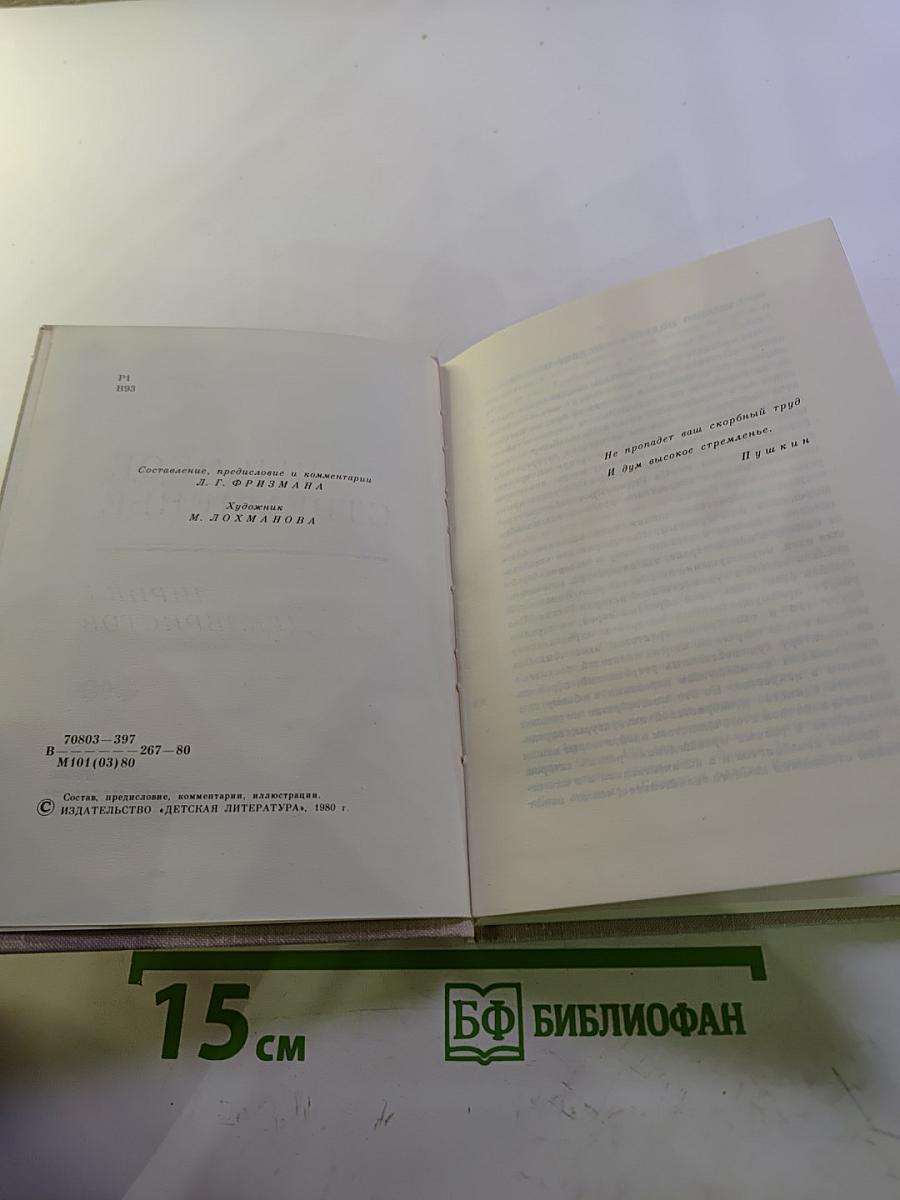 Р1
В93
Составление, предисловие и комментарии
Л. Г. ФРИЗМАНА
Художник
М. ЛОХМАНОВА
70803—397
В——————267—80
М101(03)80
Состав, предисловие, комментарии, иллюстрации.
© ИЗДАТЕЛЬСТВО «ДЕТСКАЯ ЛИТЕРАТУРА», 1980 г.
Не пропадет ваш скорбный труд
И дум высокое стремленье.
Пушкин
15 см
БФ БИБЛИОФАН